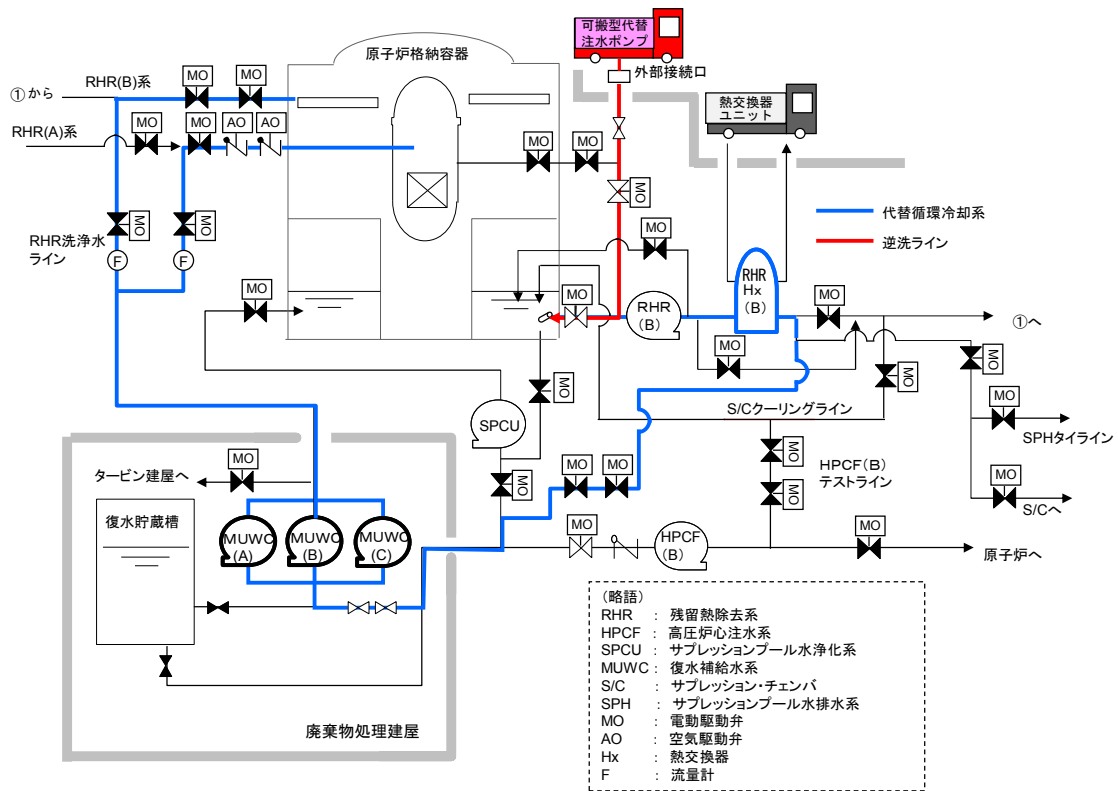 可搬型代替
注水ポンプ
原子炉格納容器
外部接続口
熱交換器
ユニット
RHR(B)系
MO
MO
①から
RHR(A)系
MO
MO
AO
AO
MO
MO
MO
代替循環冷却系
逆洗ライン
RHR洗浄水
ライン
MO
MO
F
F
MO
MO
MO
RHR
(B)
RHR
Hx
(B)
MO
①へ
MO
MO
MO
MO
S/Cクーリングライン
MO
SPHタイライン
SPCU
MO
HPCF(B)
テストライン
MO
MO
MO
MO
MO
S/Cへ
タービン建屋へ
MO
復水貯蔵槽
MUWC
(A)
MUWC
(B)
MUWC
(C)
MO
HPCF
(B)
MO
原子炉へ
廃棄物処理建屋
(略語)
RHR : 残留熱除去系
HPCF : 高圧炉心注水系
SPCU : サプレッションプール水浄化系
MUWC : 復水補給水系
S/C : サプレッション・チェンバ
SPH : サプレッションプール水排水系
MO : 電動駆動弁
AO : 空気駆動弁
Hx : 熱交換器
F : 流量計